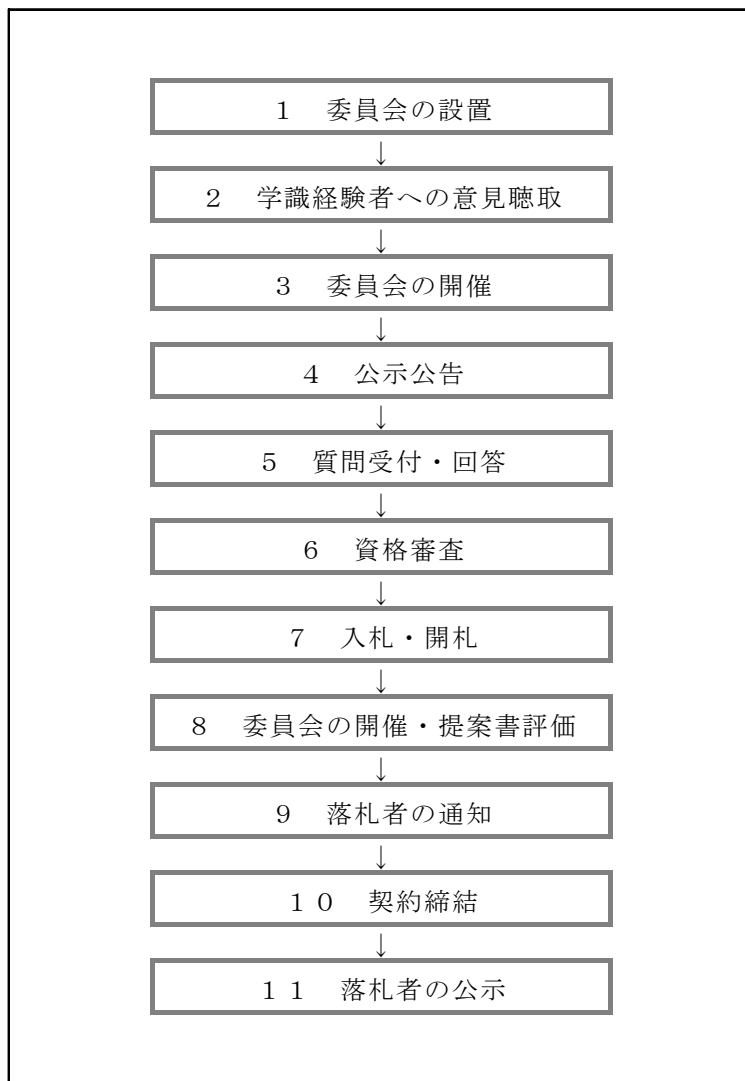 １　委員会の設置
↓
２　学識経験者への意見聴取
↓
３　委員会の開催
↓
４　公示公告
↓
５　質問受付・回答
↓
６　資格審査
↓
７　入札・開札
↓
８　委員会の開催・提案書評価
↓
９　落札者の通知
↓
１０　契約締結
↓
１１　落札者の公示